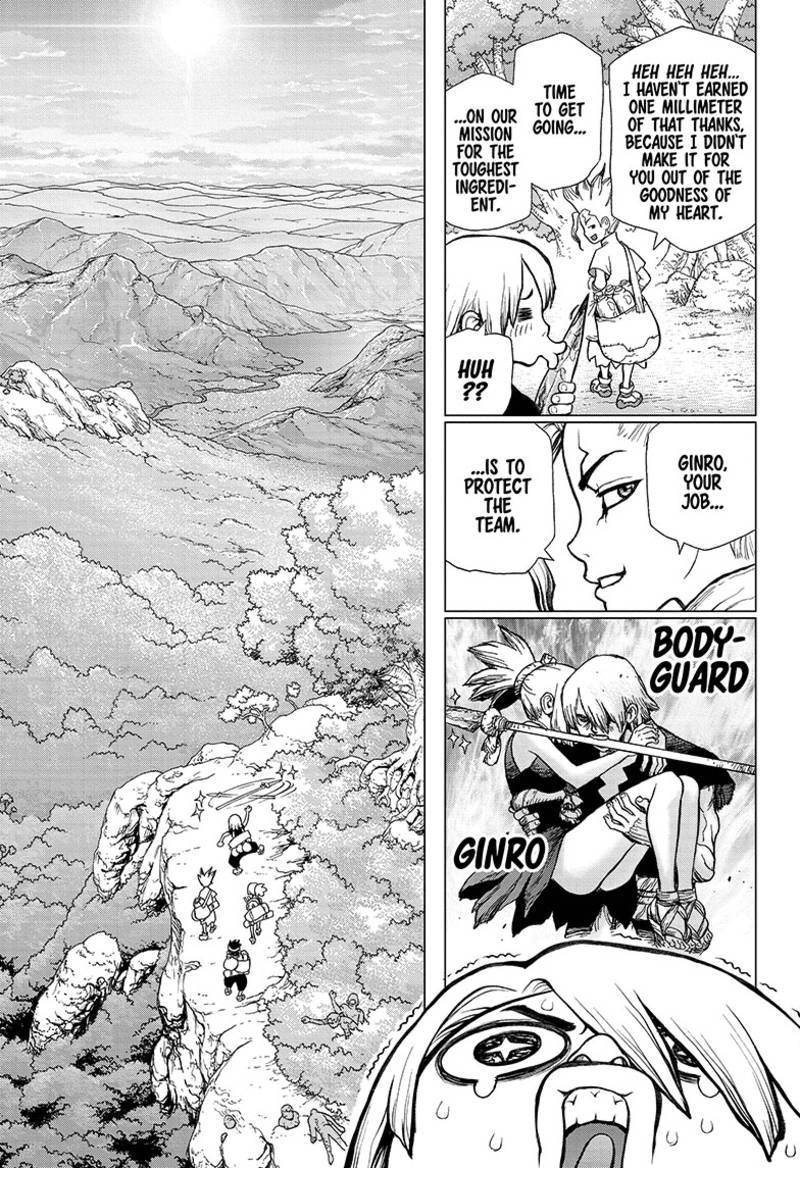 HEH HEH HEH...
I HAVEN'T EARNED
ONE MILLIMETER
OF THAT THANKS,
BECAUSE I DIDN'T
MAKE IT FOR
YOU OUT OF THE
GOODNESS OF
MY HEART.
TIME
TO GET
GOING...
...ON OUR
MISSION
FOR THE
TOUGHEST
INGREDI-
ENT.
HUH
??
GINRO,
YOUR
JOB...
...IS TO
PROTECT
THE
TEAM.
BODY-
GUARD
GINRO